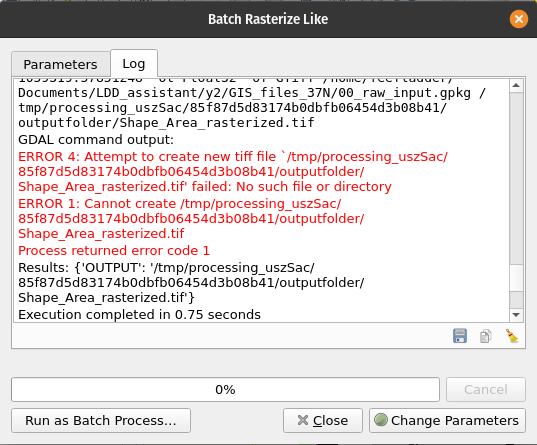 Batch Rasterize Like
Parameters
Log
Documents/LDD_assistant/y2/GIS_files_37N/00_raw_input.gpkg /
tmp/processing_uszSac/85f87d5d83174b0dbfb06454d3b08b41/
outputfolder/Shape_Area_rasterized.tif
GDAL command output:
ERROR 4: Attempt to create new tiff file `/tmp/processing_uszSac/
85f87d5d83174b0dbfb06454d3b08b41/outputfolder/
Shape_Area_rasterized.tif' failed: No such file or directory
ERROR 1: Cannot create /tmp/processing_uszSac/
85f87d5d83174b0dbfb06454d3b08b41/outputfolder/
Shape_Area_rasterized.tif
Process returned error code 1
Results: {'OUTPUT': '/tmp/processing_uszSac/
85f87d5d83174b0dbfb06454d3b08b41/outputfolder/
Shape_Area_rasterized.tif'}
Execution completed in 0.75 seconds
0%
Cancel
Run as Batch Process...
Close
Change Parameters